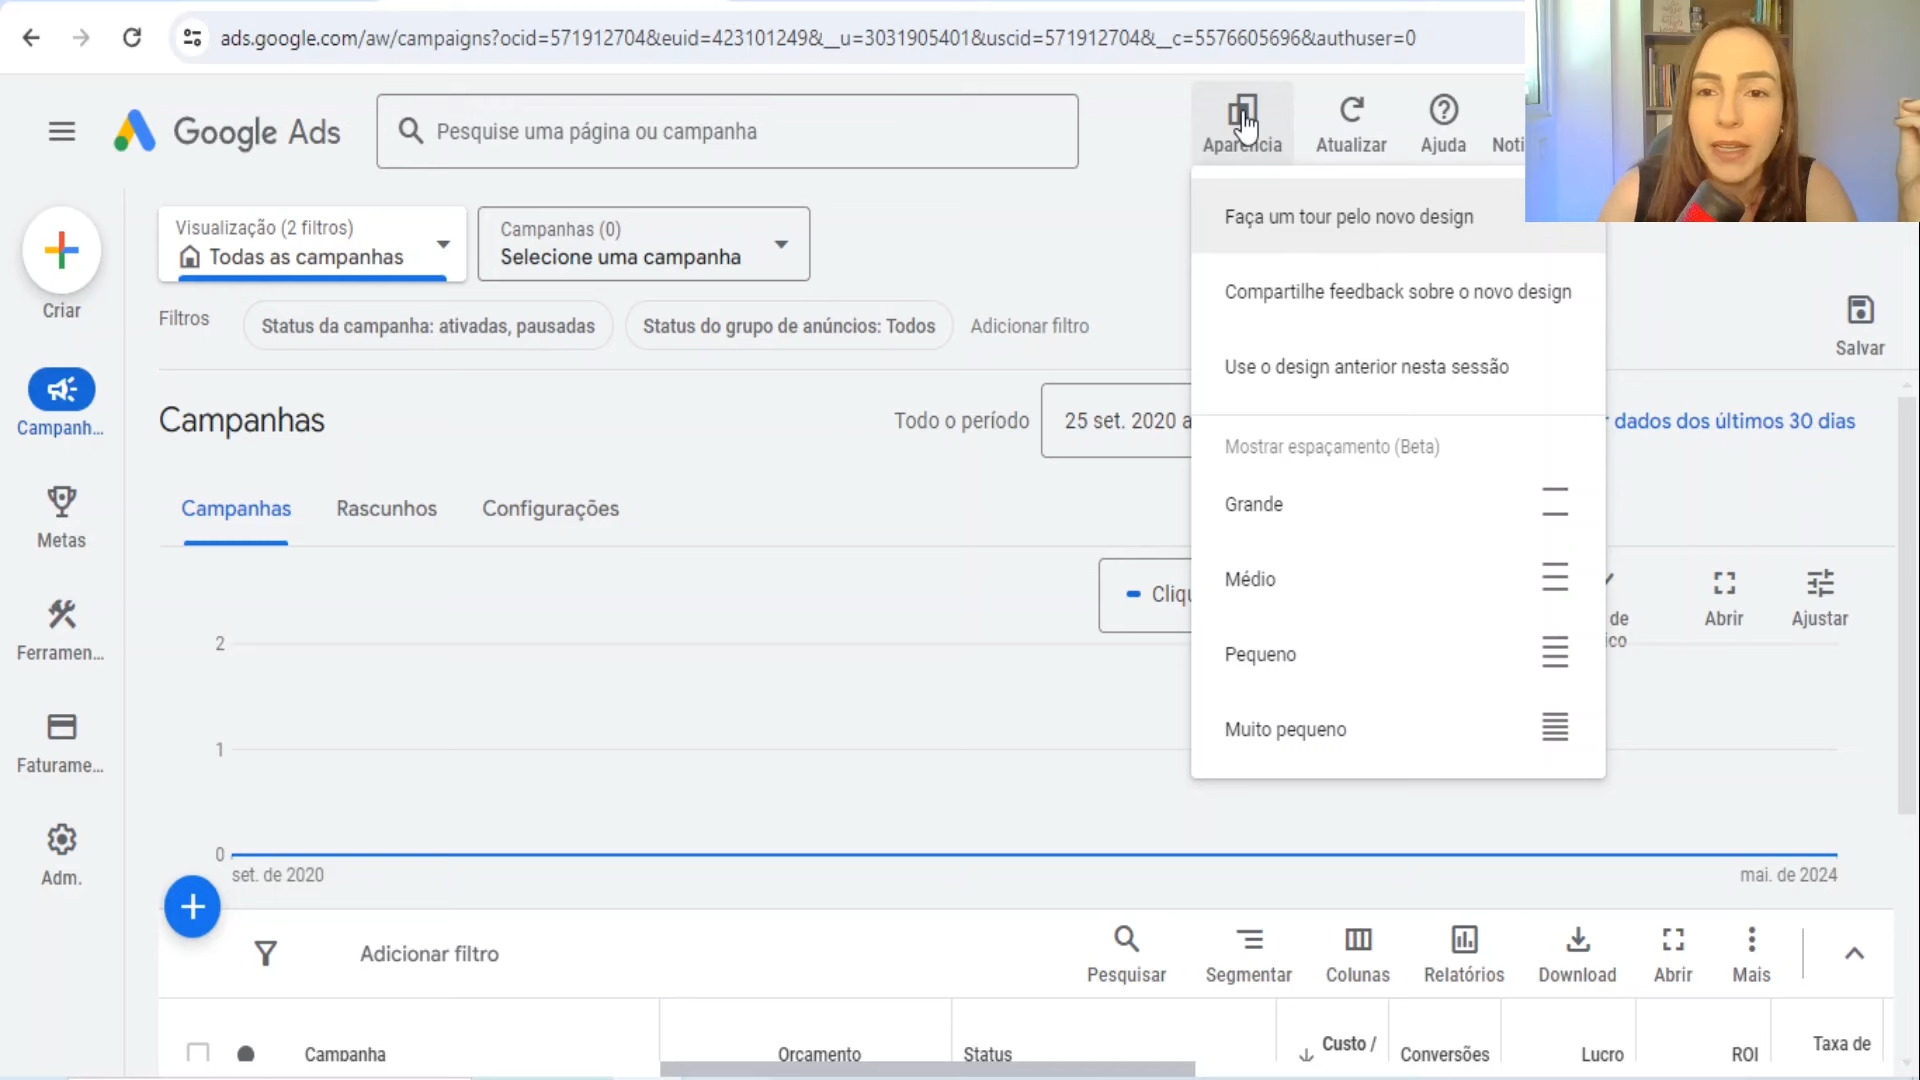 ads.google.com/aw/campaigns?ocid=571912704&euid=423101249&__u=3031905401&uscid=571912704&__c=5576605696&authuser=0
Google Ads
Pesquise uma página ou campanha
Aparência
Atualizar
Ajuda
Noti
Criar
Campanh...
Metas
Ferramen...
Faturame...
Adm.
Visualização (2 filtros)
Todas as campanhas
Campanhas (0)
Selecione uma campanha
Filtros
Status da campanha: ativadas, pausadas
Status do grupo de anúncios: Todos
Adicionar filtro
Salvar
Faça um tour pelo novo design
Compartilhe feedback sobre o novo design
Use o design anterior nesta sessão
Mostrar espaçamento (Beta)
Grande
Médio
Pequeno
Muito pequeno
Campanhas
Todo o período
25 set. 2020 a
dados dos últimos 30 dias
Campanhas
Rascunhos
Configurações
Cliqu
de
ico
Abrir
Ajustar
2
1
0
set. de 2020
mai. de 2024
Adicionar filtro
Pesquisar
Segmentar
Colunas
Relatórios
Download
Abrir
Mais
Campanha
Orçamento
Status
Custo /
Conversões
Lucro
ROI
Taxa de